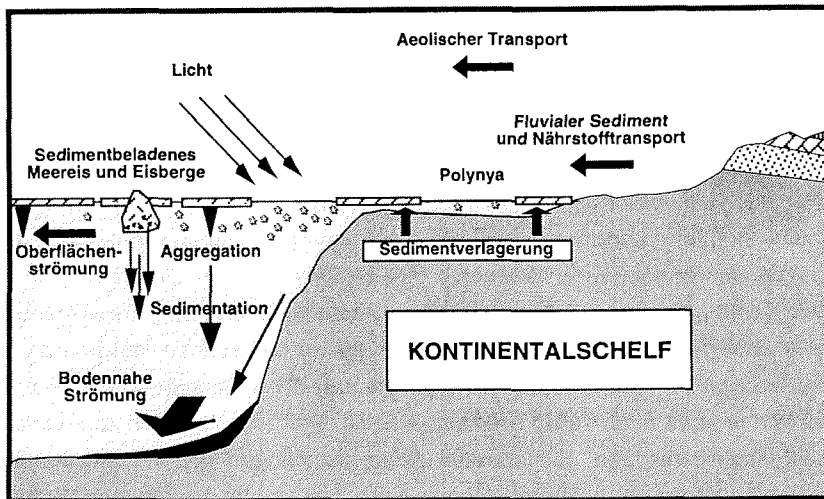 Aeolischer Transport
Licht
Fluvialer Sediment
und Nährstofftransport
Sedimentbeladenes
Meereis und Eisberge
Polynya
Oberflächen-
strömung
Aggregation
Sedimentverlagerung
Sedimentation
KONTINENTALSCHELF
Bodennahe
Strömung